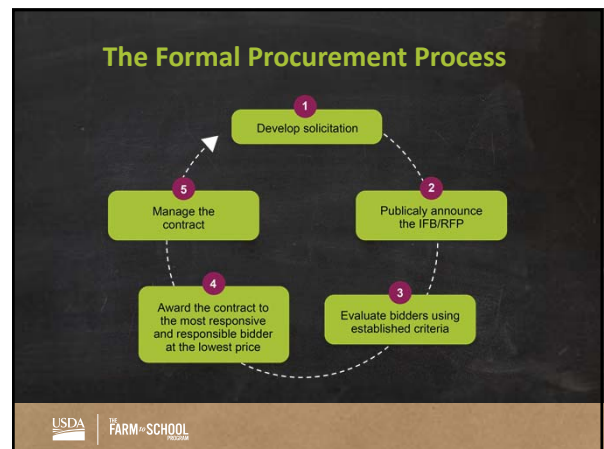 The Formal Procurement Process
1
Develop solicitation
2
Publicaly announce
the IFB/RFP
3
Evaluate bidders using
established criteria
4
Award the contract to
the most responsive
and responsible bidder
at the lowest price
5
Manage the
contract
USDA
THE
FARM to SCHOOL
PROGRAM